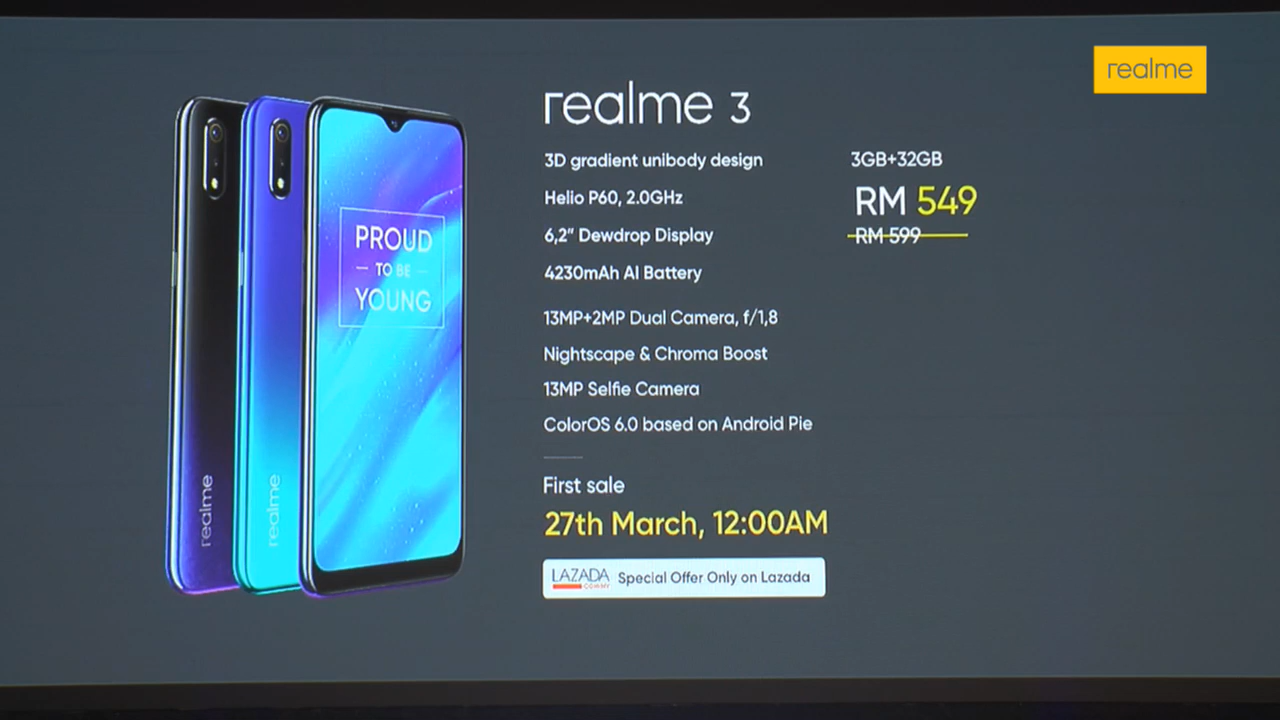 realme
realme 3
3D gradient unibody design
Helio P60, 2.0GHz
6,2" Dewdrop Display
4230mAh AI Battery
13MP+2MP Dual Camera, f/1,8
Nightscape & Chroma Boost
13MP Selfie Camera
ColorOS 6.0 based on Android Pie
3GB+32GB
RM 549
RM 599
First sale
27th March, 12:00AM
LAZADA
.COM.MY
Special Offer Only on Lazada
PROUD
TO BE
YOUNG
realme
realme